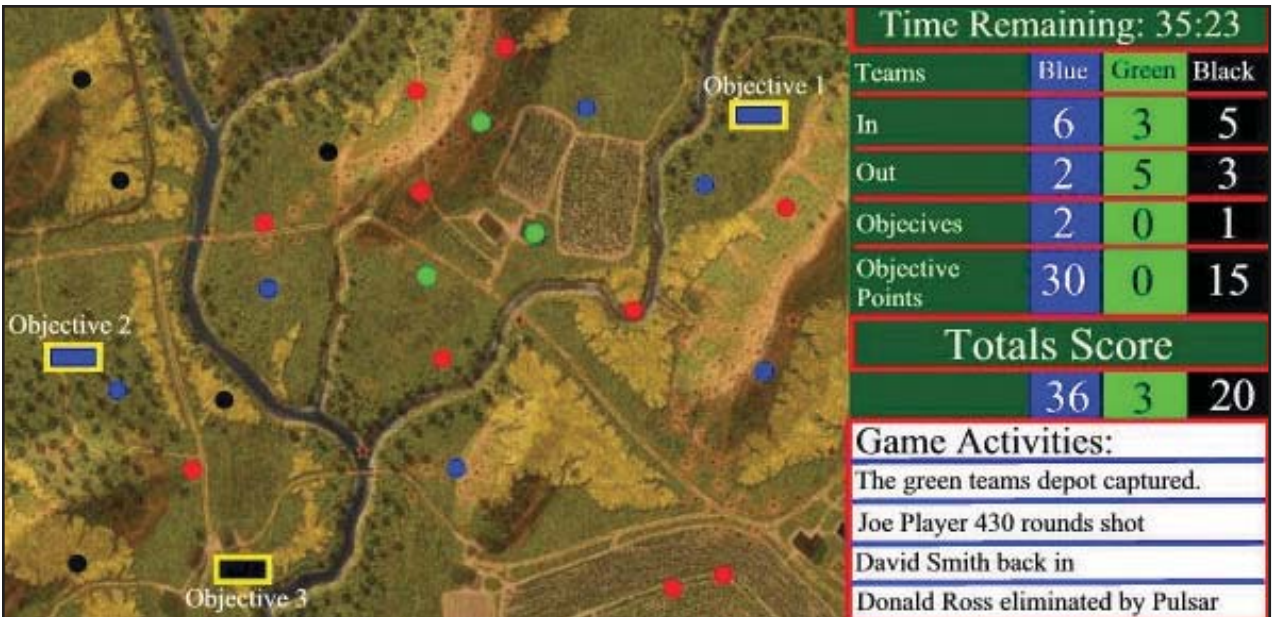 Objective 1
Objective 2
Objective 3
Time Remaining: 35:23
Teams Blue Green Black
In 6 3 5
Out 2 5 3
Objecives 2 0 1
Objective
Points 30 0 15
Totals Score
36 3 20
Game Activities:
The green teams depot captured.
Joe Player 430 rounds shot
David Smith back in
Donald Ross eliminated by Pulsar